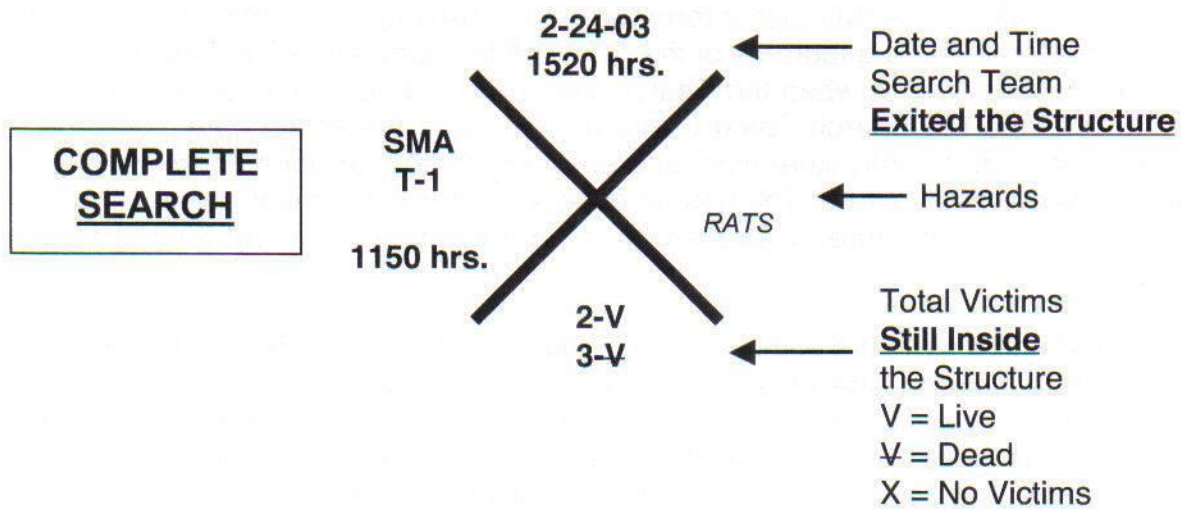 2-24-03
1520 hrs.
Date and Time
Search Team
Exited the Structure
COMPLETE
SEARCH
SMA
T-1
1150 hrs.
RATS
Hazards
2-V
3-V̶
Total Victims
Still Inside
the Structure
V = Live
V̶ = Dead
X = No Victims